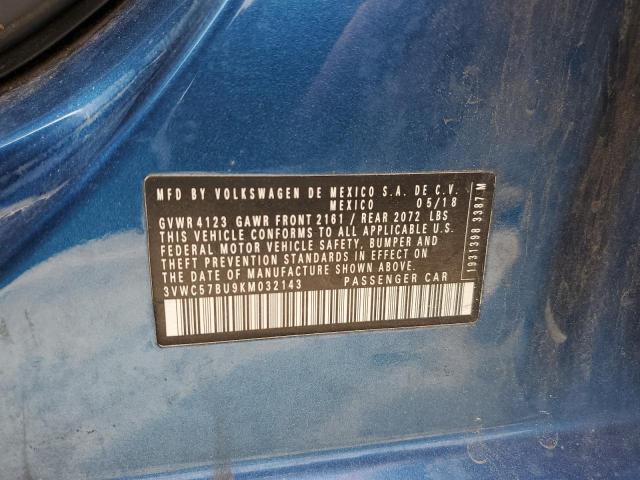 MFD BY VOLKSWAGEN DE MEXICO S.A. DE C.V.
MEXICO 05/18
GVWR 4123 GAWR FRONT 2161 / REAR 2072 LBS
THIS VEHICLE CONFORMS TO ALL APPLICABLE U.S.
FEDERAL MOTOR VEHICLE SAFETY, BUMPER AND
THEFT PREVENTION STANDARDS IN EFFECT ON
THE DATE OF MANUFACTURE SHOWN ABOVE.
3VWC57BU9KM032143 PASSENGER CAR
1931398 3387 M